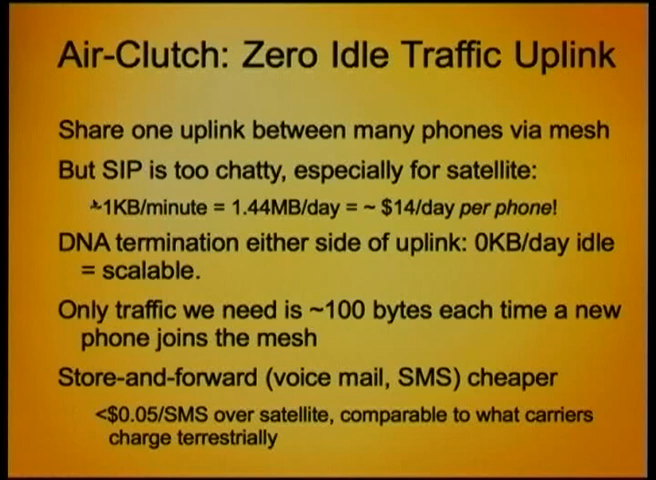 Air-Clutch: Zero Idle Traffic Uplink
Share one uplink between many phones via mesh
But SIP is too chatty, especially for satellite:
~1KB/minute = 1.44MB/day = ~ $14/day per phone!
DNA termination either side of uplink: 0KB/day idle
= scalable.
Only traffic we need is ~100 bytes each time a new
phone joins the mesh
Store-and-forward (voice mail, SMS) cheaper
<$0.05/SMS over satellite, comparable to what carriers
charge terrestrially